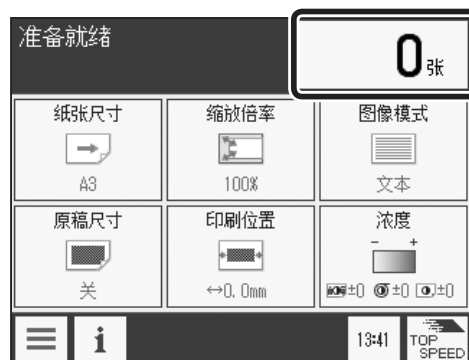 准备就绪
0张
纸张尺寸
缩放倍率
图像模式
A3
100%
文本
原稿尺寸
印刷位置
浓度
- +
关
↔0.0mm
±0 ±0 ±0
i
13:41
TOP
SPEED